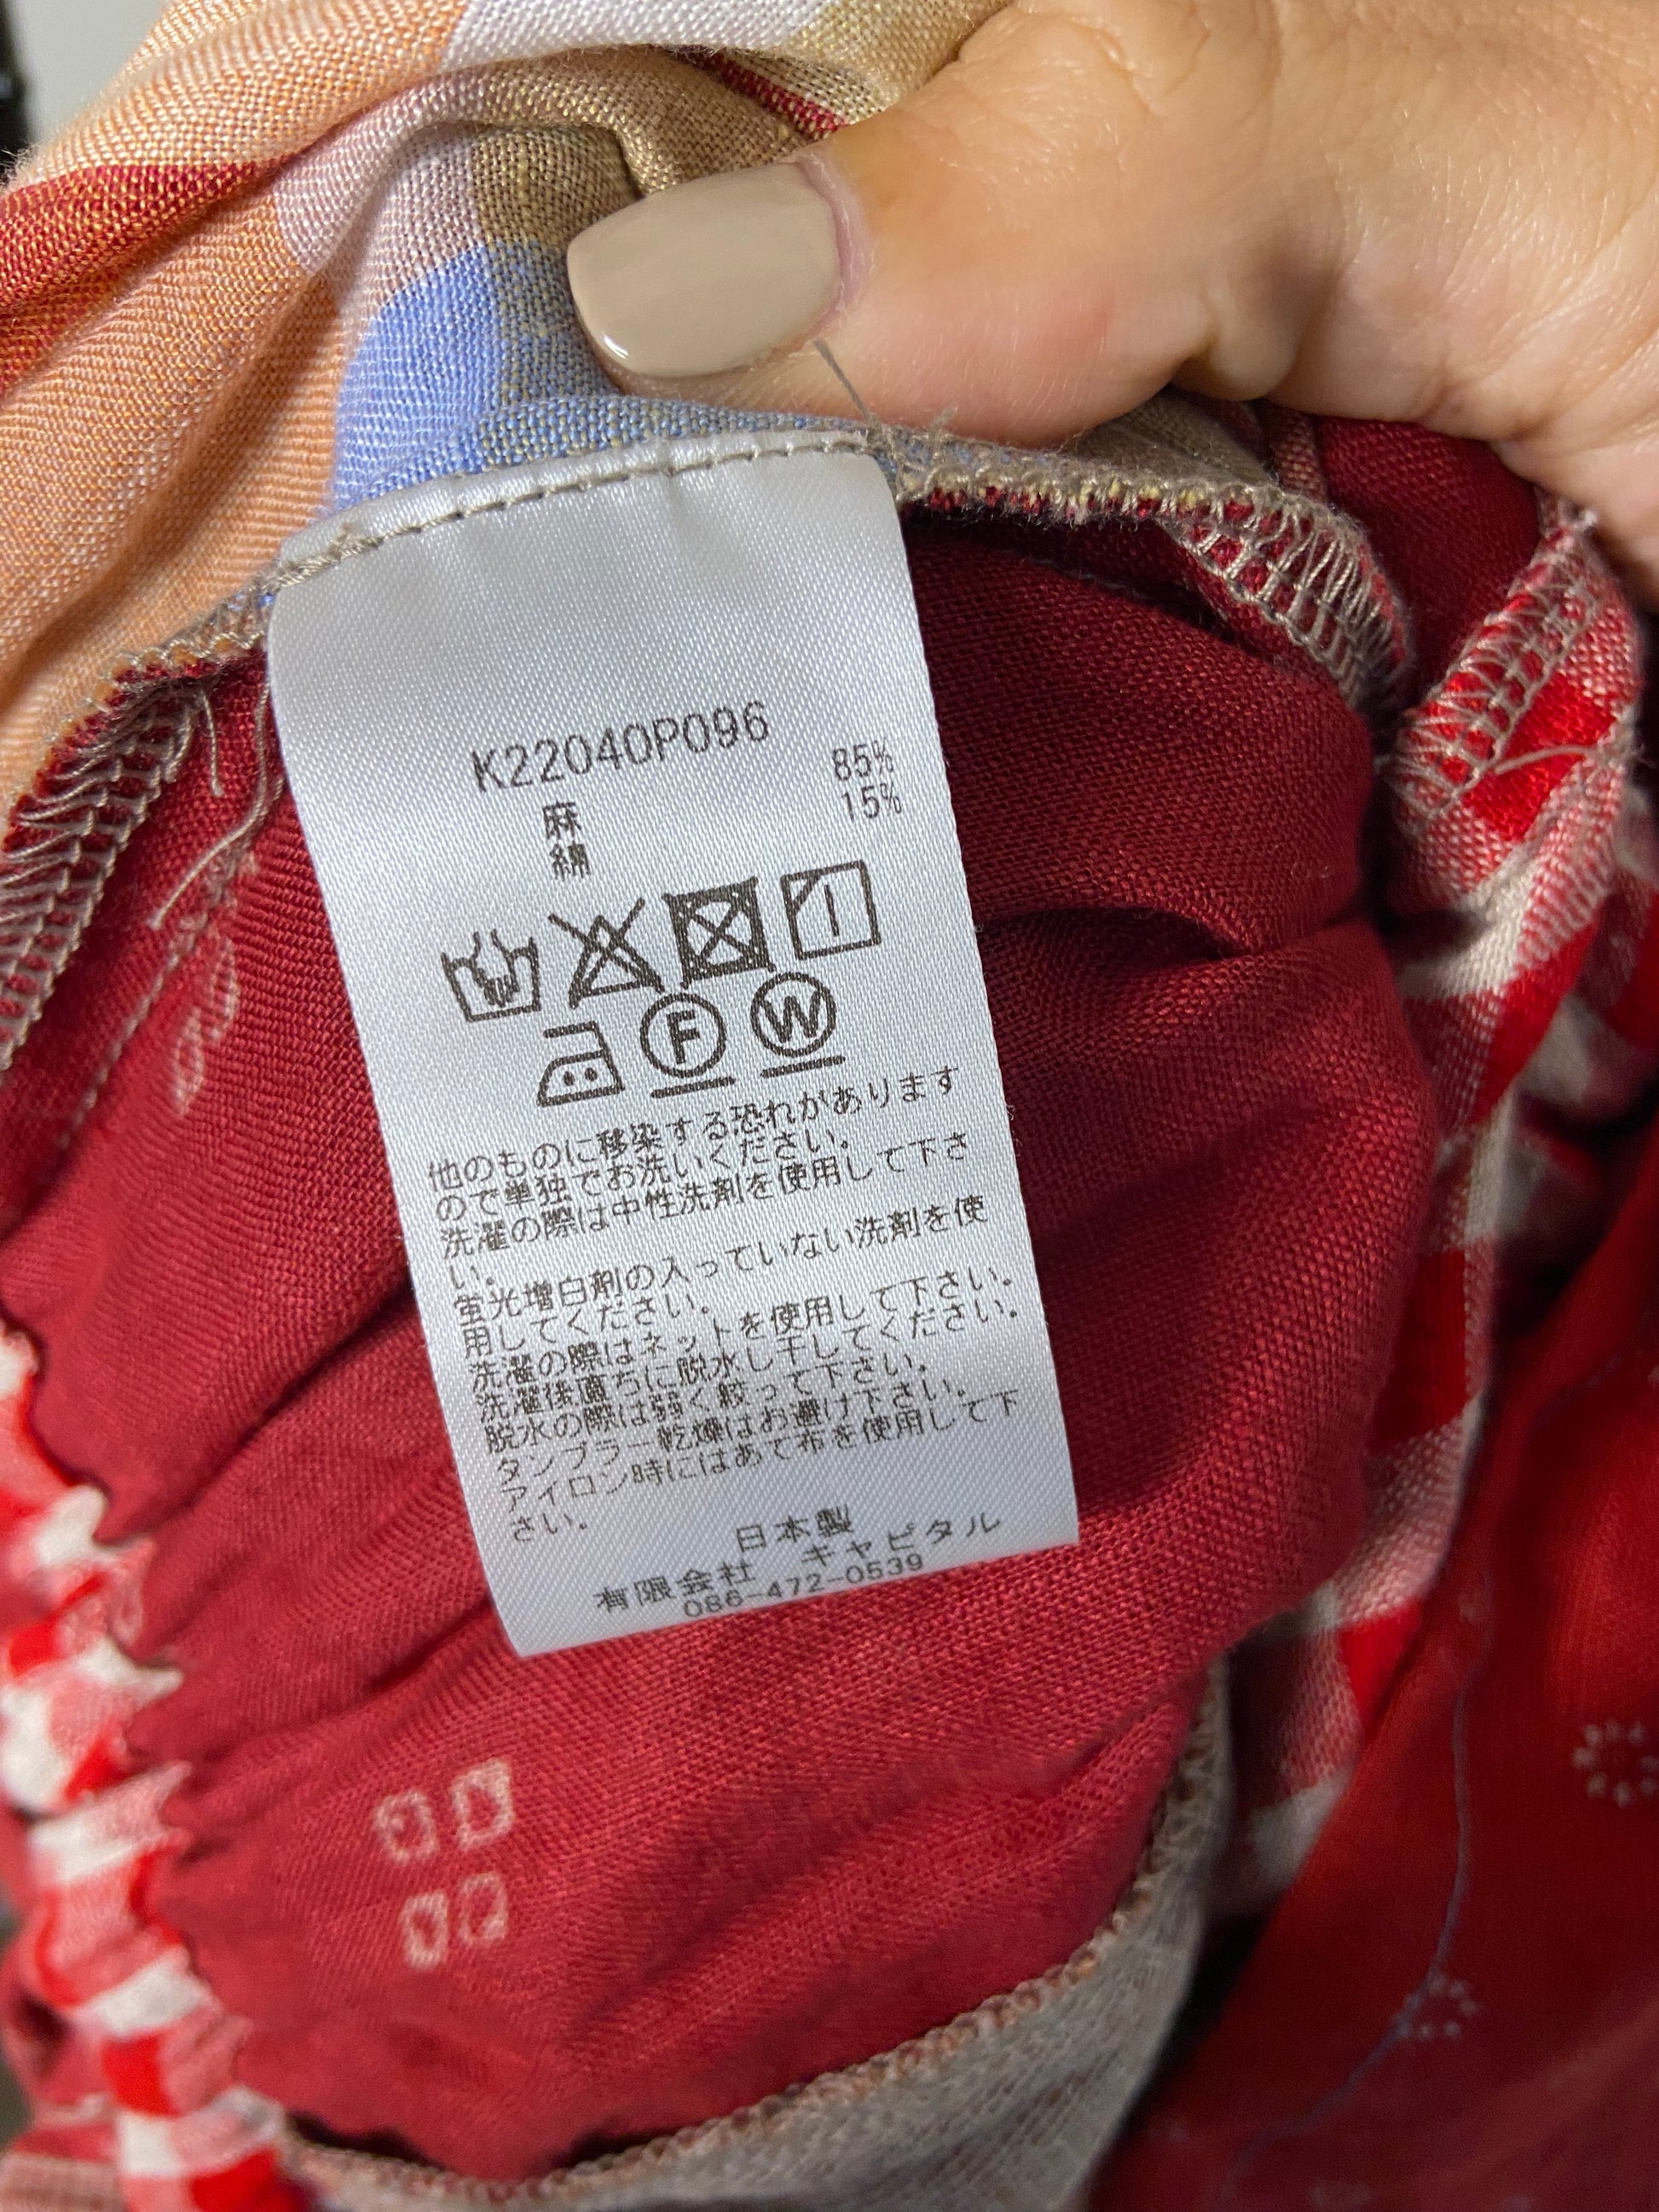 K22040P096
麻 85%
綿 15%
F W
他のものに移染する恐れがあります
ので単独でお洗いください。
洗濯の際は中性洗剤を使用して下さ
い。
蛍光増白剤の入っていない洗剤を使
用してください。
洗濯の際はネットを使用して下さい。
洗濯後直ちに脱水し干してください。
脱水の際は弱く絞って下さい。
タンブラー乾燥はお避け下さい。
アイロン時にはあて布を使用して下
さい。
日本製
有限会社 キャピタル
086-472-0539